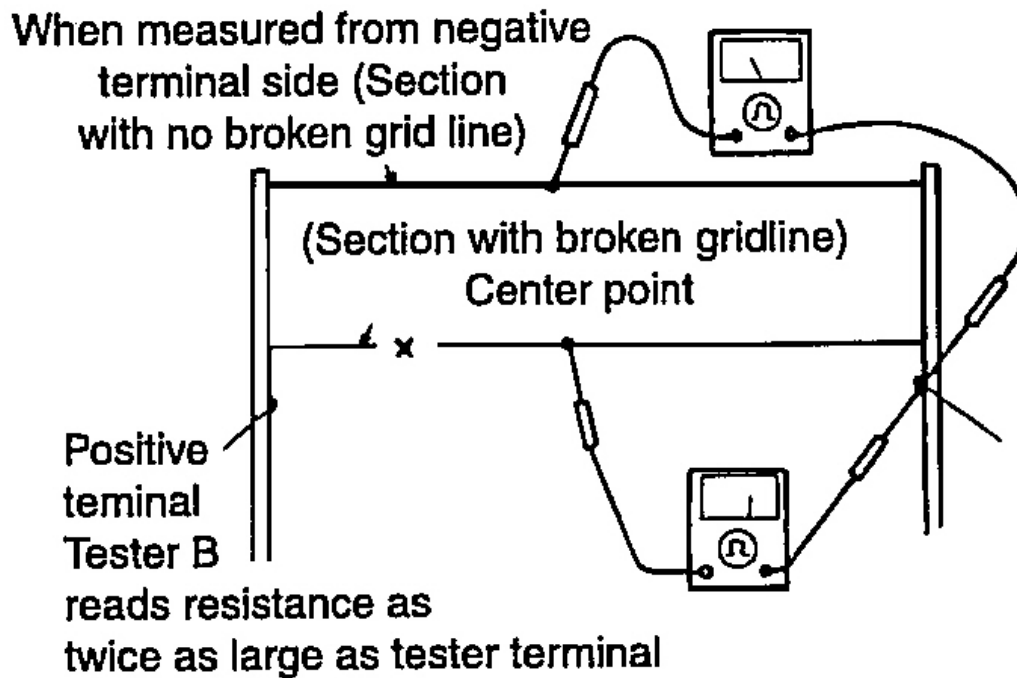 When measured from negative
terminal side (Section
with no broken grid line)
(Section with broken gridline)
Center point
Positive
teminal
Tester B
reads resistance as
twice as large as tester terminal